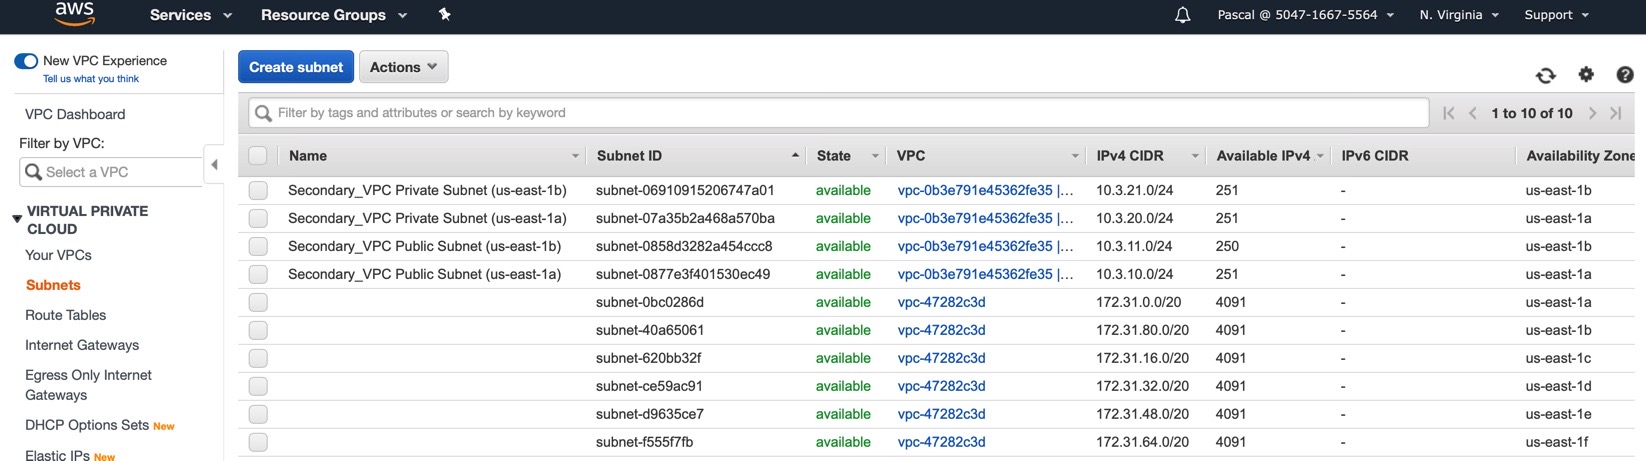 aws Services Resource Groups Pascal @ 5047-1667-5564 N. Virginia Support
New VPC Experience
Tell us what you think
VPC Dashboard
Filter by VPC:
Select a VPC
VIRTUAL PRIVATE
CLOUD
Your VPCs
Subnets
Route Tables
Internet Gateways
Egress Only Internet
Gateways
DHCP Options Sets New
Elastic IPs New
Create subnet Actions
Filter by tags and attributes or search by keyword 1 to 10 of 10
Name Subnet ID State VPC IPv4 CIDR Available IPv4 IPv6 CIDR Availability Zone
Secondary_VPC Private Subnet (us-east-1b) subnet-06910915206747a01 available vpc-0b3e791e45362fe35 |... 10.3.21.0/24 251 - us-east-1b
Secondary_VPC Private Subnet (us-east-1a) subnet-07a35b2a468a570ba available vpc-0b3e791e45362fe35 |... 10.3.20.0/24 251 - us-east-1a
Secondary_VPC Public Subnet (us-east-1b) subnet-0858d3282a454ccc8 available vpc-0b3e791e45362fe35 |... 10.3.11.0/24 250 - us-east-1b
Secondary_VPC Public Subnet (us-east-1a) subnet-0877e3f401530ec49 available vpc-0b3e791e45362fe35 |... 10.3.10.0/24 251 - us-east-1a
subnet-0bc0286d available vpc-47282c3d 172.31.0.0/20 4091 - us-east-1a
subnet-40a65061 available vpc-47282c3d 172.31.80.0/20 4091 - us-east-1b
subnet-620bb32f available vpc-47282c3d 172.31.16.0/20 4091 - us-east-1c
subnet-ce59ac91 available vpc-47282c3d 172.31.32.0/20 4091 - us-east-1d
subnet-d9635ce7 available vpc-47282c3d 172.31.48.0/20 4091 - us-east-1e
subnet-f555f7fb available vpc-47282c3d 172.31.64.0/20 4091 - us-east-1f